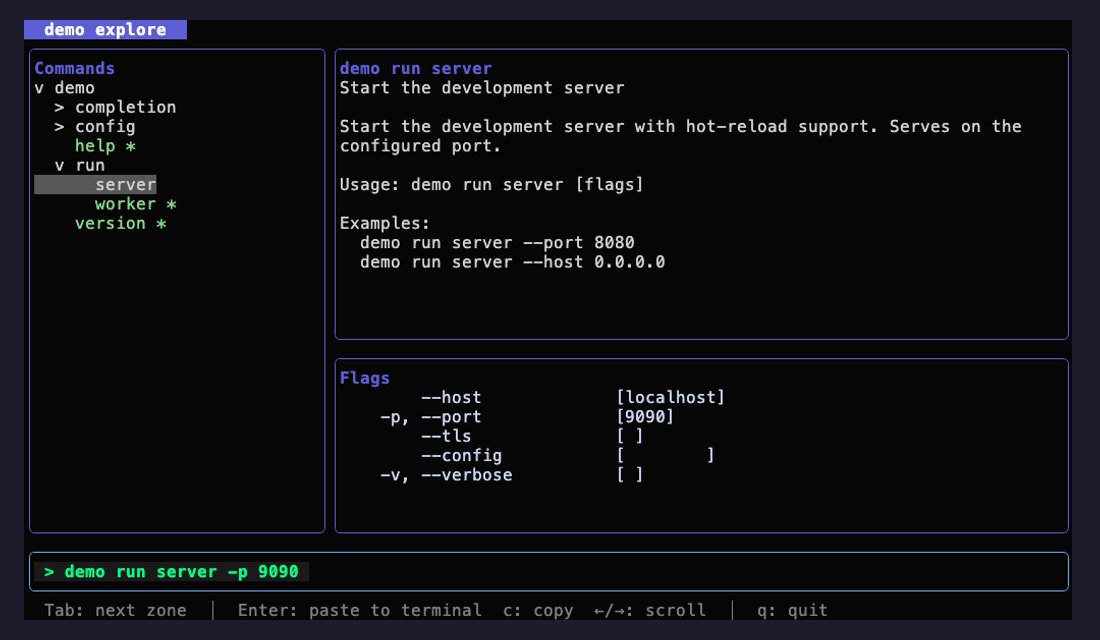 demo explore
Commands
v demo
> completion
> config
help *
v run
server
worker *
version *
demo run server
Start the development server
Start the development server with hot-reload support. Serves on the
configured port.
Usage: demo run server [flags]
Examples:
demo run server --port 8080
demo run server --host 0.0.0.0
Flags
--host [localhost]
-p, --port [9090]
--tls [ ]
--config [ ]
-v, --verbose [ ]
> demo run server -p 9090
Tab: next zone │ Enter: paste to terminal c: copy ←/→: scroll │ q: quit